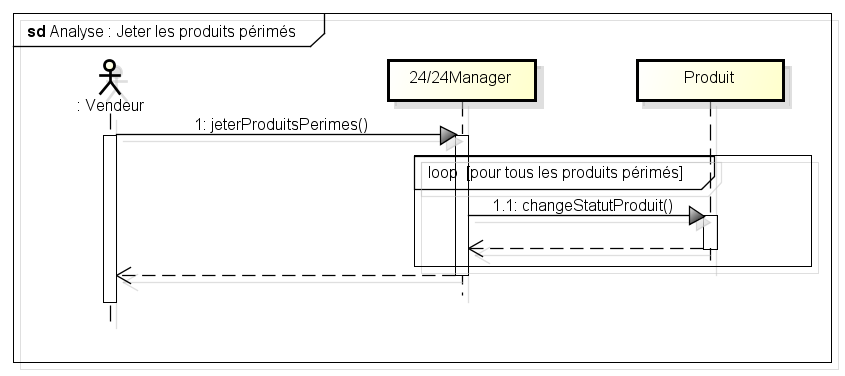 sd Analyse : Jeter les produits périmés
: Vendeur
24/24Manager
Produit
1: jeterProduitsPerimes()
loop [pour tous les produits périmés]
1.1: changeStatutProduit()